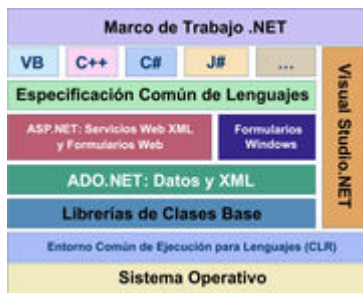 Marco de Trabajo .NET
VB
C++
C#
J#
...
Especificación Común de Lenguajes
ASP.NET: Servicios Web XML
y Formularios Web
Formularios
Windows
ADO.NET: Datos y XML
Librerías de Clases Base
Visual Studio.NET
Entorno Común de Ejecución para Lenguajes (CLR)
Sistema Operativo